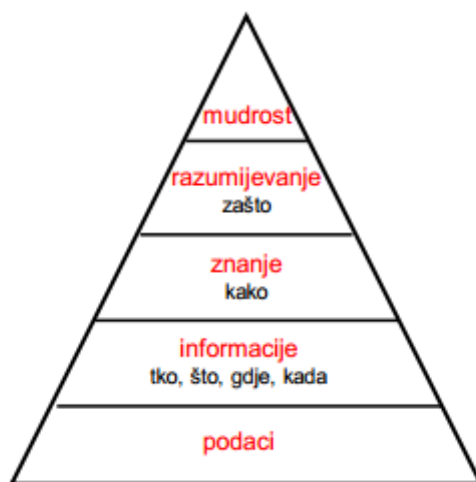 mudrost
razumijevanje
zašto
znanje
kako
informacije
tko, što, gdje, kada
podaci